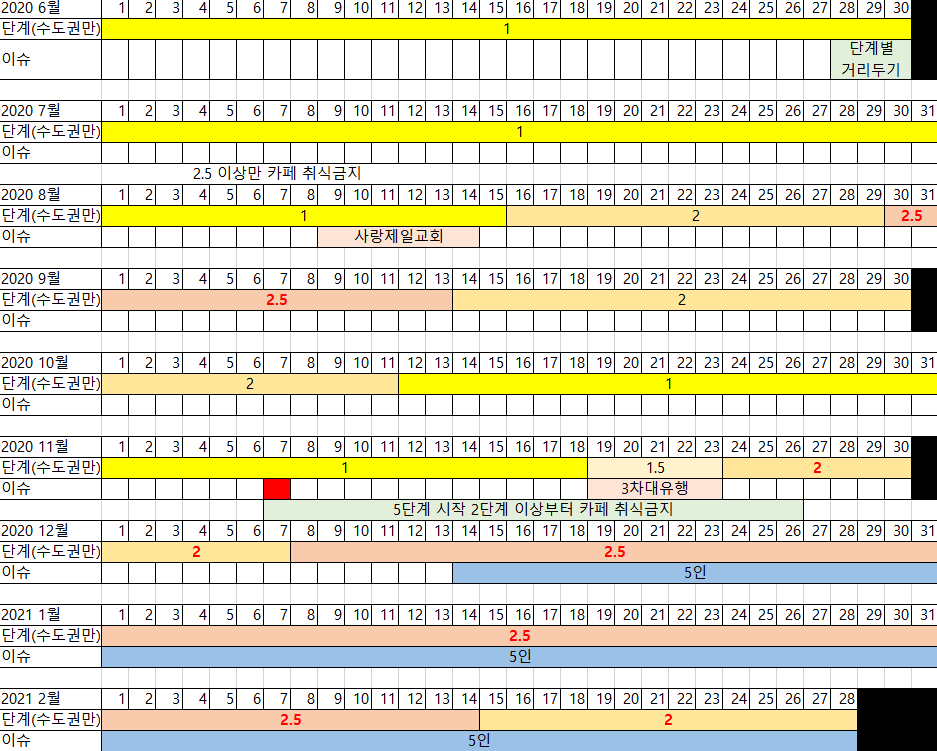 2020 6월 1 2 3 4 5 6 7 8 9 10 11 12 13 14 15 16 17 18 19 20 21 22 23 24 25 26 27 28 29 30
단계(수도권만) 1
이슈 단계별
거리두기
2020 7월 1 2 3 4 5 6 7 8 9 10 11 12 13 14 15 16 17 18 19 20 21 22 23 24 25 26 27 28 29 30 31
단계(수도권만) 1
이슈
2.5 이상만 카페 취식금지
2020 8월 1 2 3 4 5 6 7 8 9 10 11 12 13 14 15 16 17 18 19 20 21 22 23 24 25 26 27 28 29 30 31
단계(수도권만) 1 2 2.5
이슈 사랑제일교회
2020 9월 1 2 3 4 5 6 7 8 9 10 11 12 13 14 15 16 17 18 19 20 21 22 23 24 25 26 27 28 29 30
단계(수도권만) 2.5 2
이슈
2020 10월 1 2 3 4 5 6 7 8 9 10 11 12 13 14 15 16 17 18 19 20 21 22 23 24 25 26 27 28 29 30 31
단계(수도권만) 2 1
이슈
2020 11월 1 2 3 4 5 6 7 8 9 10 11 12 13 14 15 16 17 18 19 20 21 22 23 24 25 26 27 28 29 30
단계(수도권만) 1 1.5 2
이슈 3차대유행
5단계 시작 2단계 이상부터 카페 취식금지
2020 12월 1 2 3 4 5 6 7 8 9 10 11 12 13 14 15 16 17 18 19 20 21 22 23 24 25 26 27 28 29 30 31
단계(수도권만) 2 2.5
이슈 5인
2021 1월 1 2 3 4 5 6 7 8 9 10 11 12 13 14 15 16 17 18 19 20 21 22 23 24 25 26 27 28 29 30 31
단계(수도권만) 2.5
이슈 5인
2021 2월 1 2 3 4 5 6 7 8 9 10 11 12 13 14 15 16 17 18 19 20 21 22 23 24 25 26 27 28
단계(수도권만) 2.5 2
이슈 5인